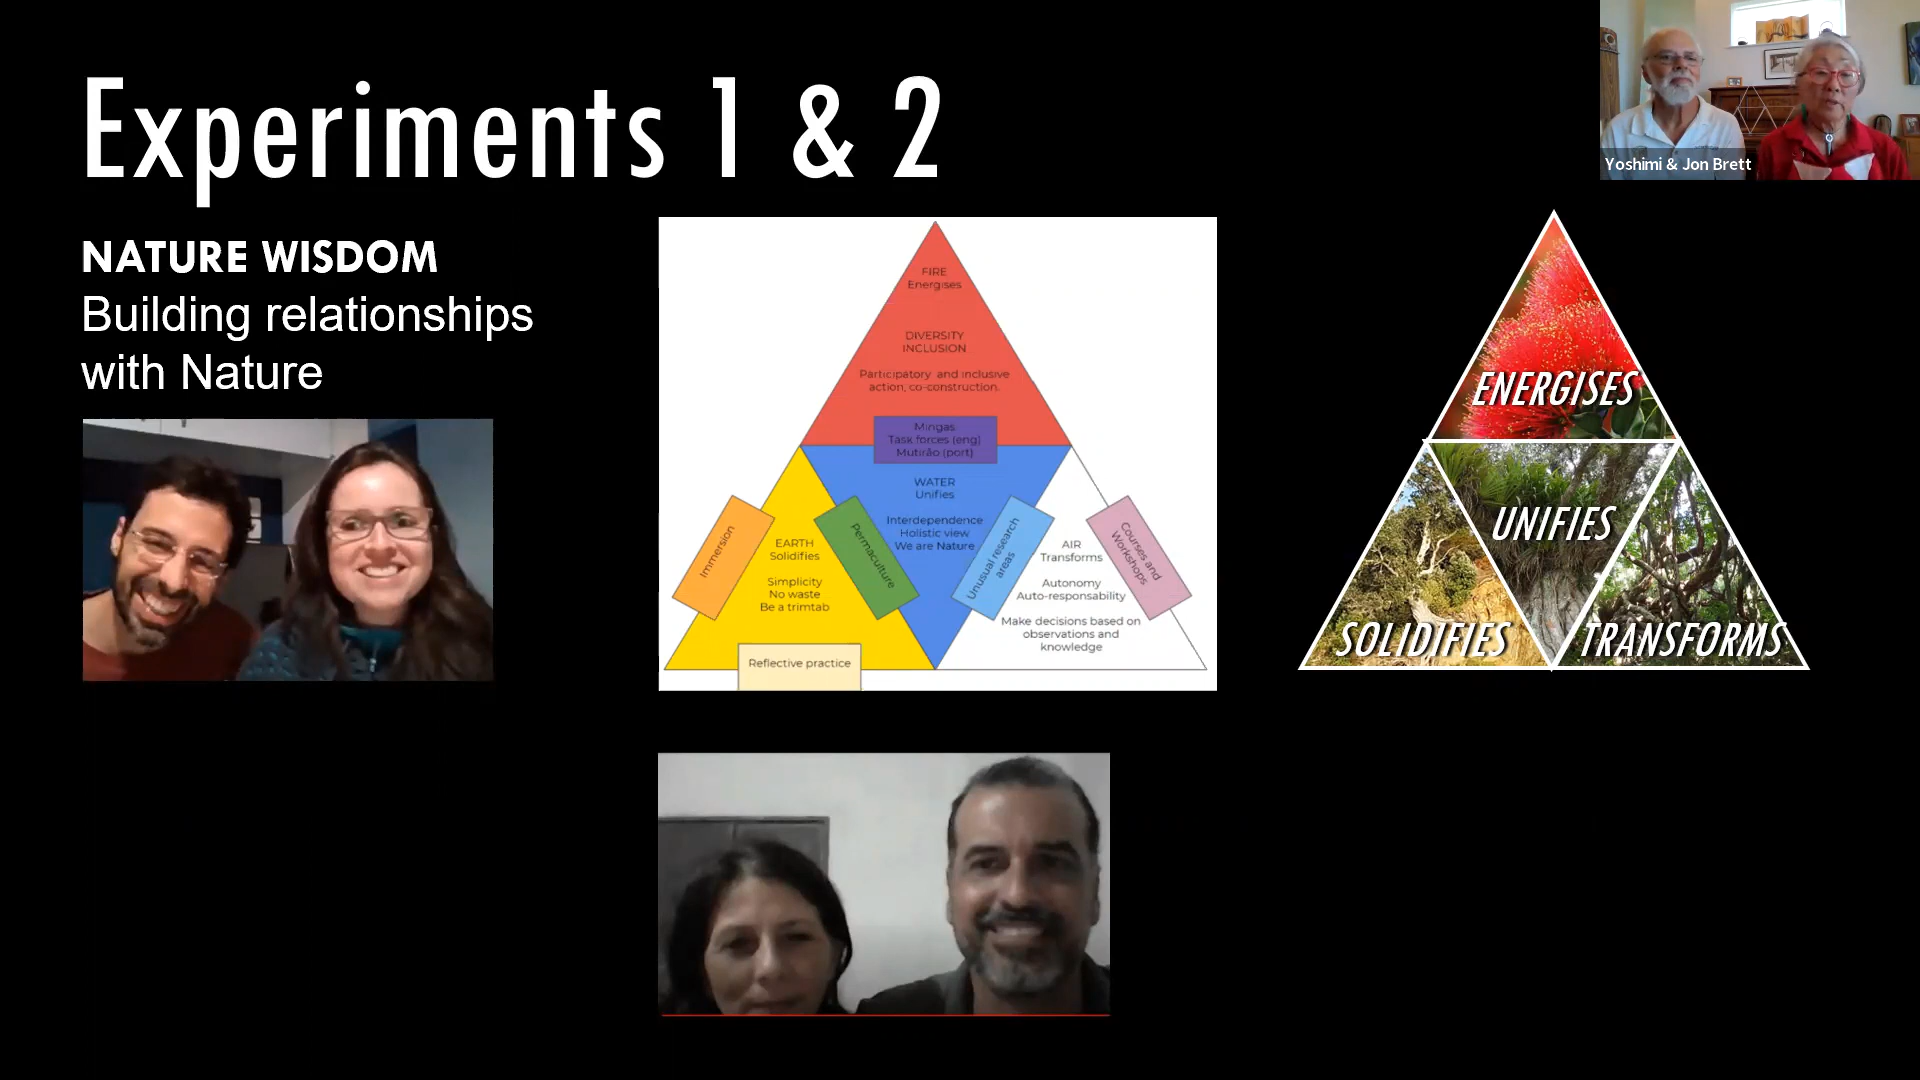 Experiments 1 & 2
Yoshimi & Jon Brett
NATURE WISDOM
Building relationships
with Nature
FIRE
Energises
DIVERSITY
INCLUSION
Participatory and inclusive
action, co-construction.
Mingas
Task forces (eng)
Mutirão (port)
WATER
Unifies
Interdependence
Holistic view
We are Nature
Immersion
EARTH
Solidifies
Simplicity
No waste
Be a trimtab
Permaculture
Unusual research
areas
AIR
Transforms
Autonomy
Auto-responsability
Make decisions based on
observations and
knowledge
Courses and
Workshops
Reflective practice
ENERGISES
UNIFIES
SOLIDIFIES
TRANSFORMS